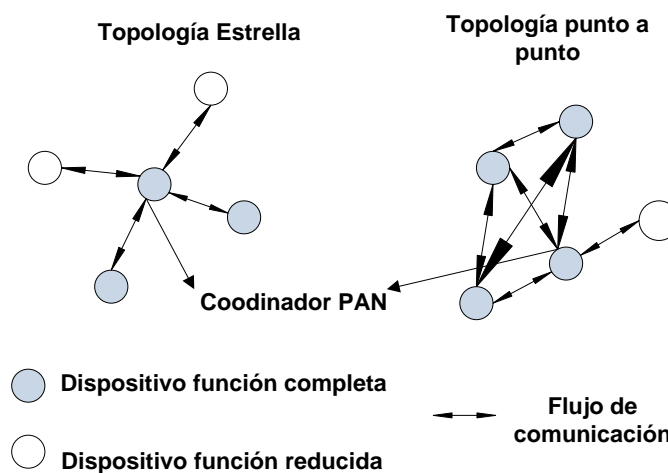 Topología Estrella
Topología punto a
punto
Coodinador PAN
Dispositivo función completa
Dispositivo función reducida
Flujo de
comunicación